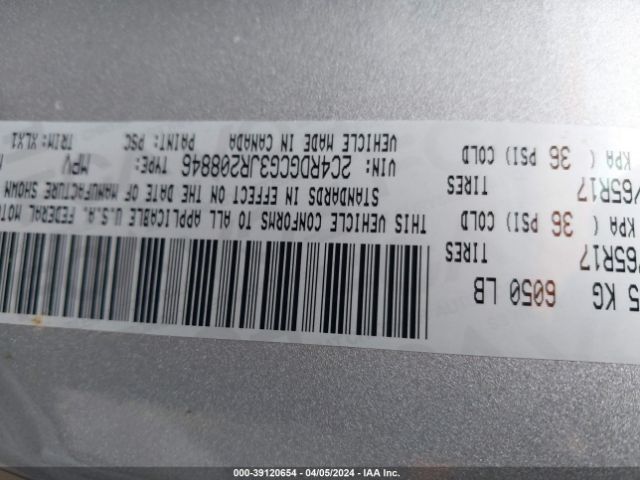 5 KG 6050 LB
/65R17 TIRES
KPA ( 36 PSI) COLD
/65R17 TIRES
KPA ( 36 PSI) COLD
THIS VEHICLE CONFORMS TO ALL APPLICABLE U.S.A. FEDERAL MOTO
STANDARDS IN EFFECT ON THE DATE OF MANUFACTURE SHOWN
VIN: 2C4RDGCG3JR208846 TYPE: MPV
VEHICLE MADE IN CANADA PAINT: PSC TRIM: XLX1
000-39120654 - 04/05/2024 - IAA Inc.